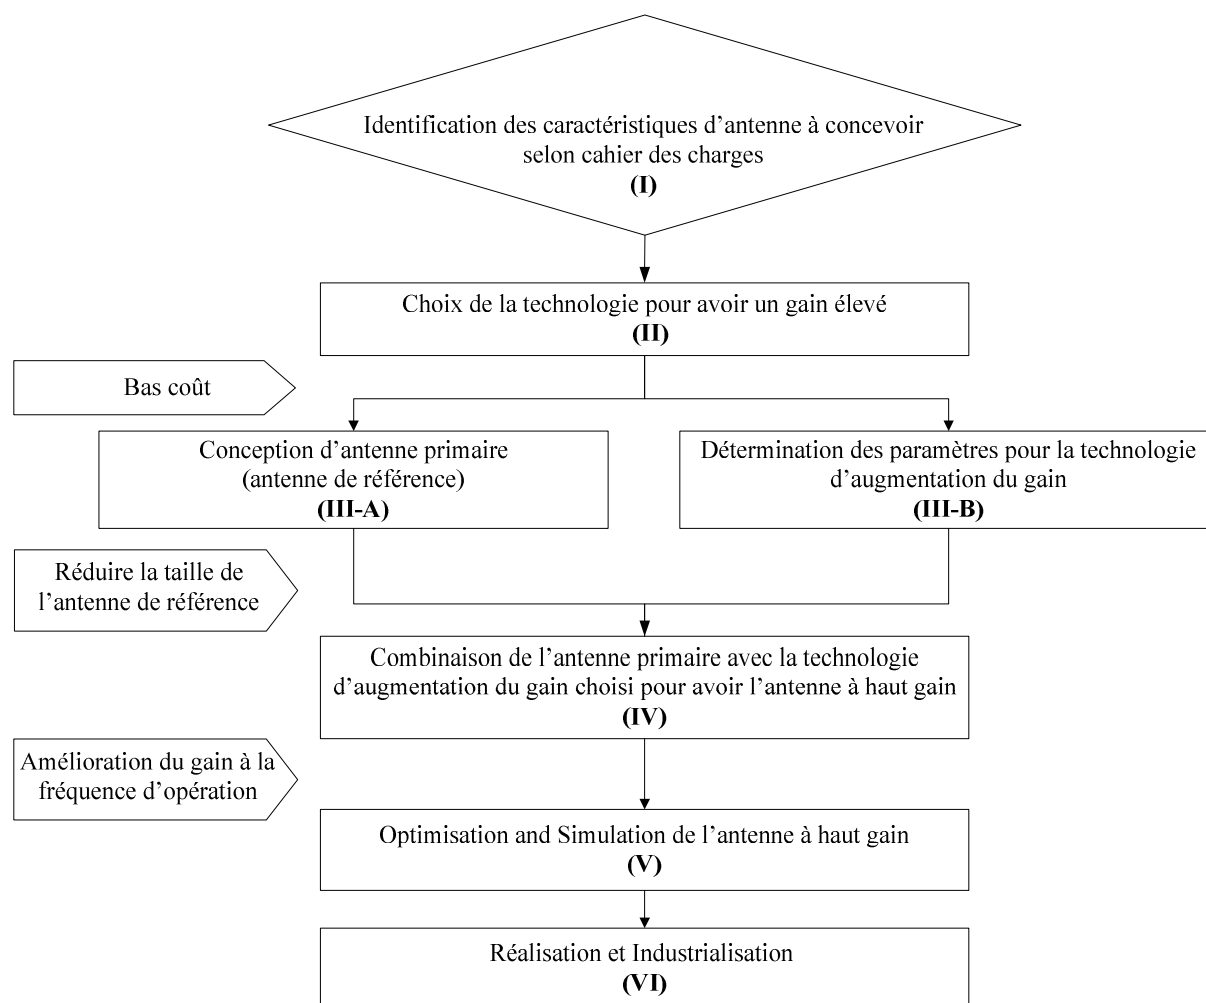 Identification des caractéristiques d’antenne à concevoir
selon cahier des charges
(I)
Choix de la technologie pour avoir un gain élevé
(II)
Bas coût
Conception d’antenne primaire
(antenne de référence)
(III-A)
Détermination des paramètres pour la technologie
d’augmentation du gain
(III-B)
Réduire la taille de
l’antenne de référence
Combinaison de l’antenne primaire avec la technologie
d’augmentation du gain choisi pour avoir l’antenne à haut gain
(IV)
Amélioration du gain à la
fréquence d’opération
Optimisation and Simulation de l’antenne à haut gain
(V)
Réalisation et Industrialisation
(VI)